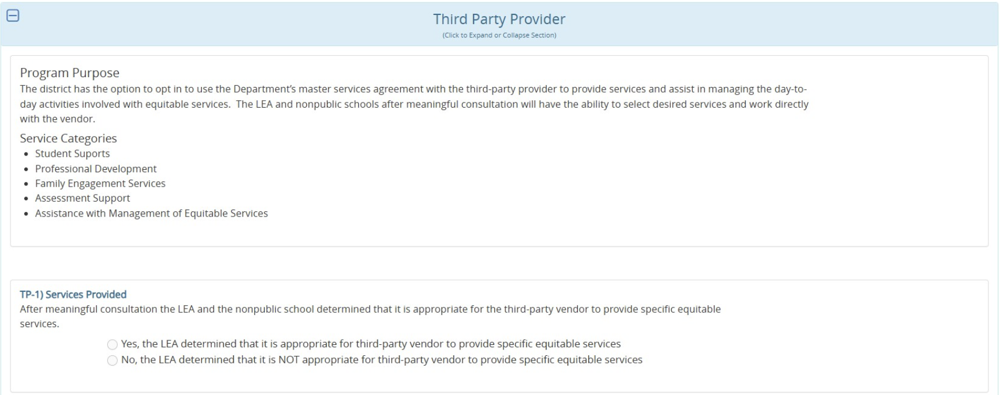 Third Party Provider
(Click to Expand or Collapse Section)
Program Purpose
The district has the option to opt in to use the Department's master services agreement with the third-party provider to provide services and assist in managing the day-to-
day activities involved with equitable services.  The LEA and nonpublic schools after meaningful consultation will have the ability to select desired services and work directly
with the vendor.
Service Categories
• Student Suports
• Professional Development
• Family Engagement Services
• Assessment Support
• Assistance with Management of Equitable Services
TP-1) Services Provided
After meaningful consultation the LEA and the nonpublic school determined that it is appropriate for the third-party vendor to provide specific equitable
services.
Yes, the LEA determined that it is appropriate for third-party vendor to provide specific equitable services
No, the LEA determined that it is NOT appropriate for third-party vendor to provide specific equitable services